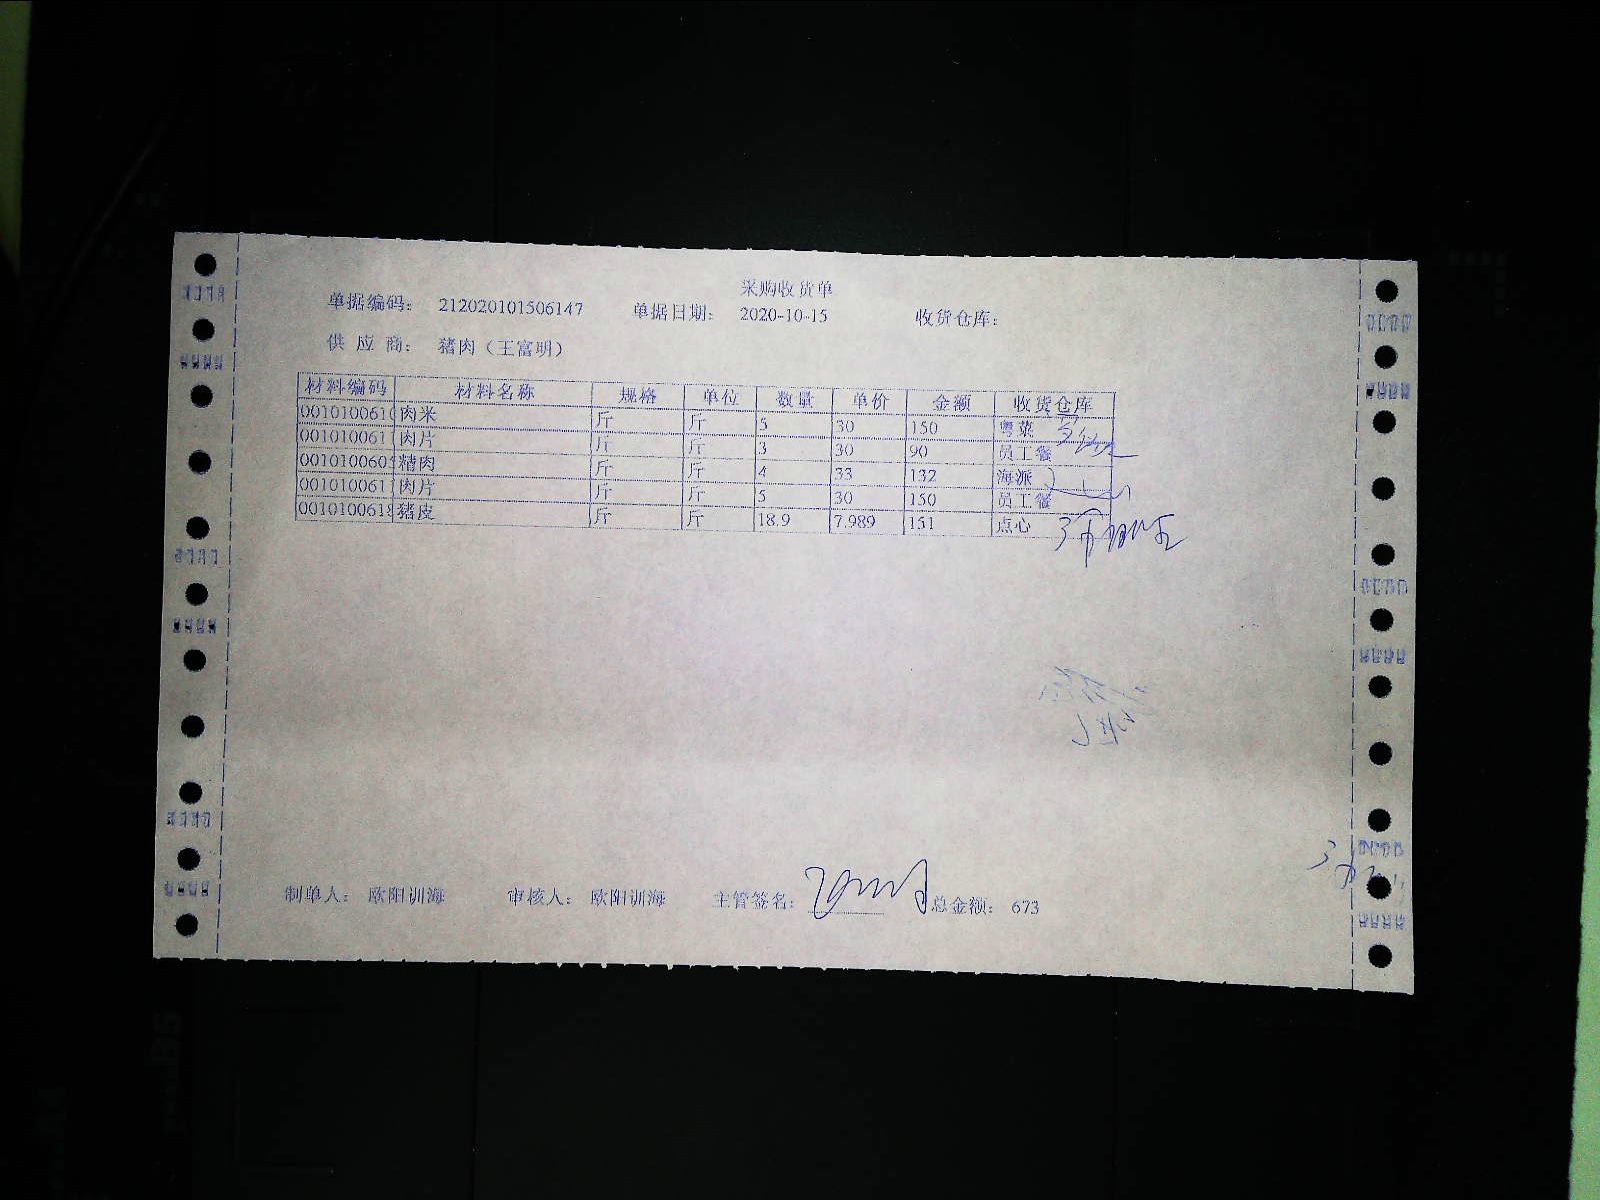 采购收货单
单据编码： 212020101506147 单据日期： 2020-10-15 收货仓库：
供 应 商： 猪肉（王富明）
材料编码 材料名称 规格 单位 数量 单价 金额 收货仓库
0010100610 肉米 斤 斤 5 30 150 粤菜
001010061 肉片 斤 斤 3 30 90 员工餐
001010060 精肉 斤 斤 4 33 132 海派
001010061 肉片 斤 斤 5 30 150 员工餐
0010100618 猪皮 斤 斤 18.9 7.989 151 点心
制单人： 欧阳训海 审核人： 欧阳训海 主管签名： 总金额： 673